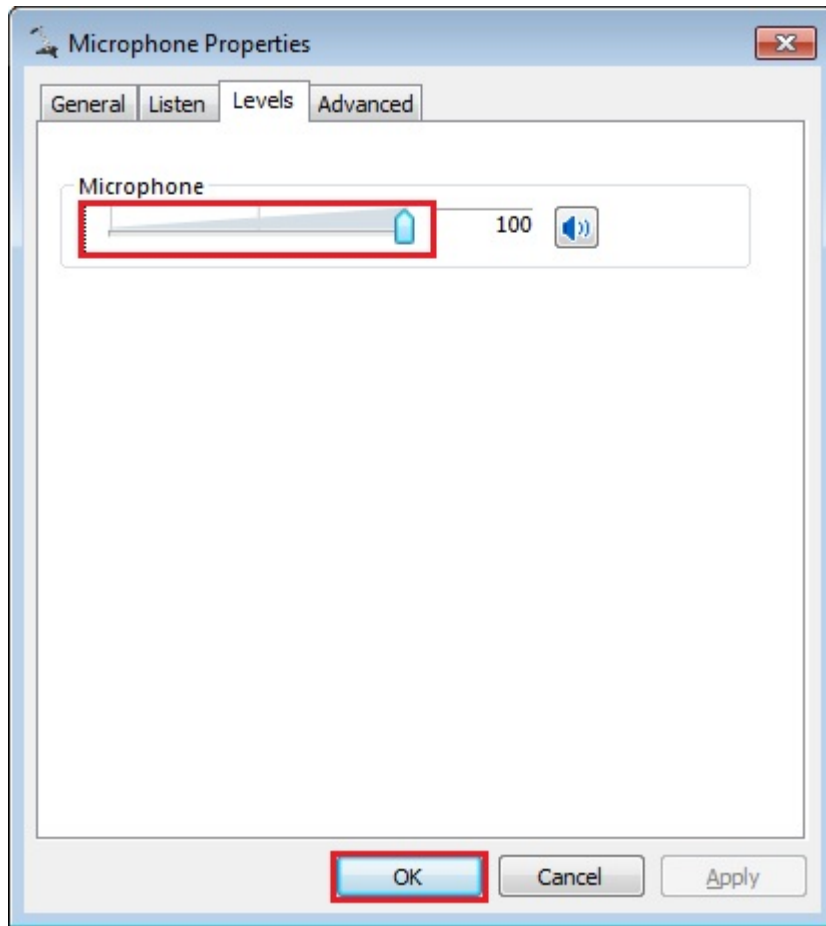 Microphone Properties
General Listen Levels Advanced
Microphone
100
OK Cancel Apply